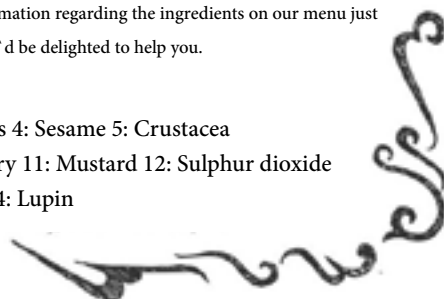 mation regarding the ingredients on our menu just
'd be delighted to help you.
s 4: Sesame 5: Crustacea
ry 11: Mustard 12: Sulphur dioxide
4: Lupin